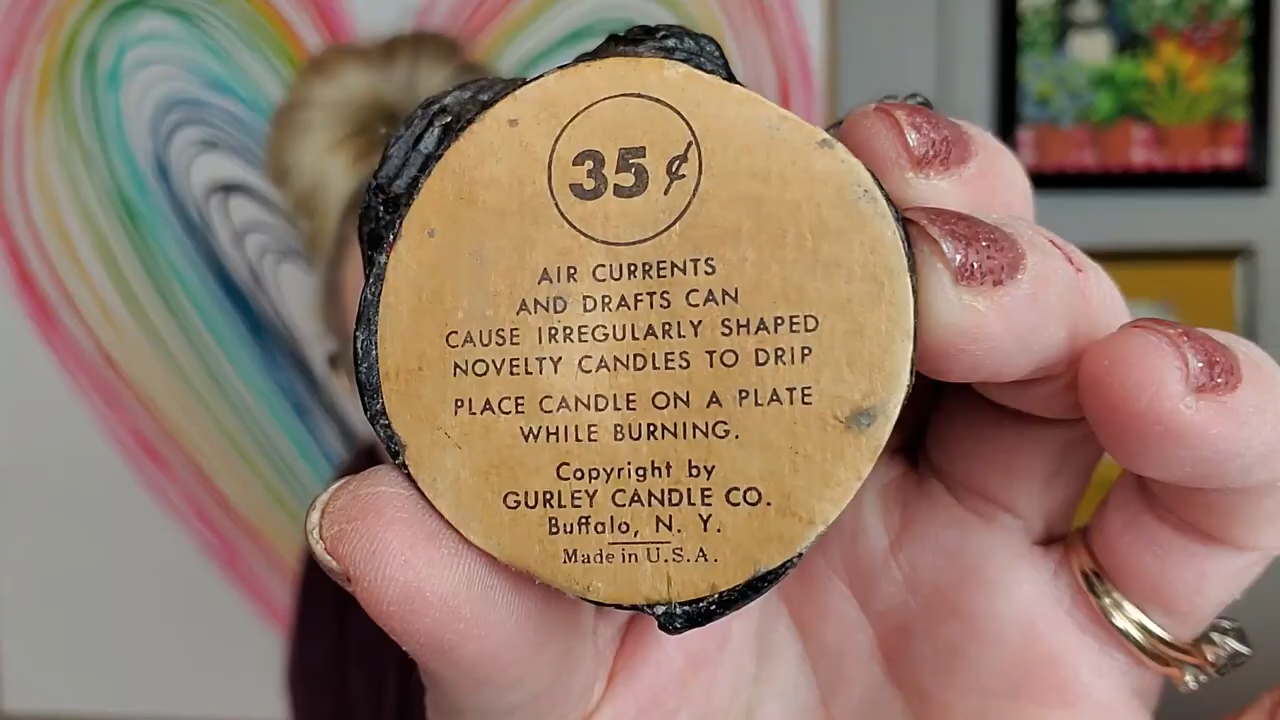 35 ¢
AIR CURRENTS
AND DRAFTS CAN
CAUSE IRREGULARLY SHAPED
NOVELTY CANDLES TO DRIP
PLACE CANDLE ON A PLATE
WHILE BURNING.
Copyright by
GURLEY CANDLE CO.
Buffalo, N. Y.
Made in U.S.A.